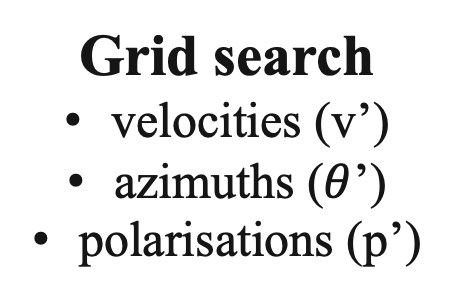 Grid search
• velocities (v’)
• azimuths (θ’)
• polarisations (p’)